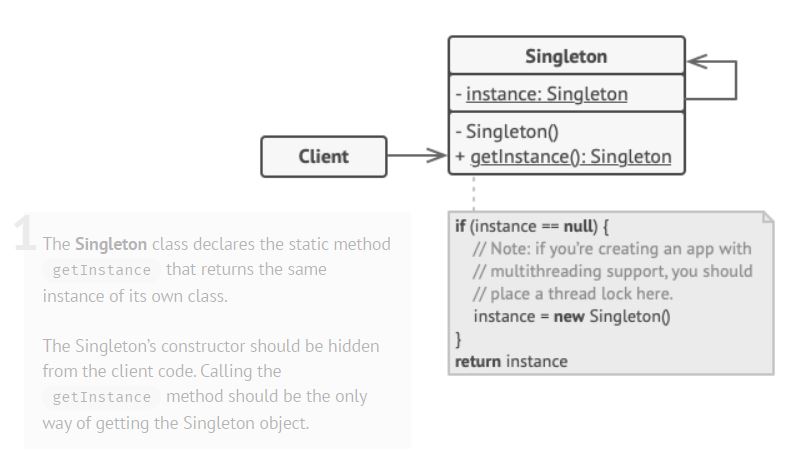 Singleton
- instance: Singleton
- Singleton()
+ getInstance(): Singleton
Client
1
The Singleton class declares the static method
getInstance that returns the same
instance of its own class.
The Singleton’s constructor should be hidden
from the client code. Calling the
getInstance method should be the only
way of getting the Singleton object.
if (instance == null) {
// Note: if you’re creating an app with
// multithreading support, you should
// place a thread lock here.
instance = new Singleton()
}
return instance